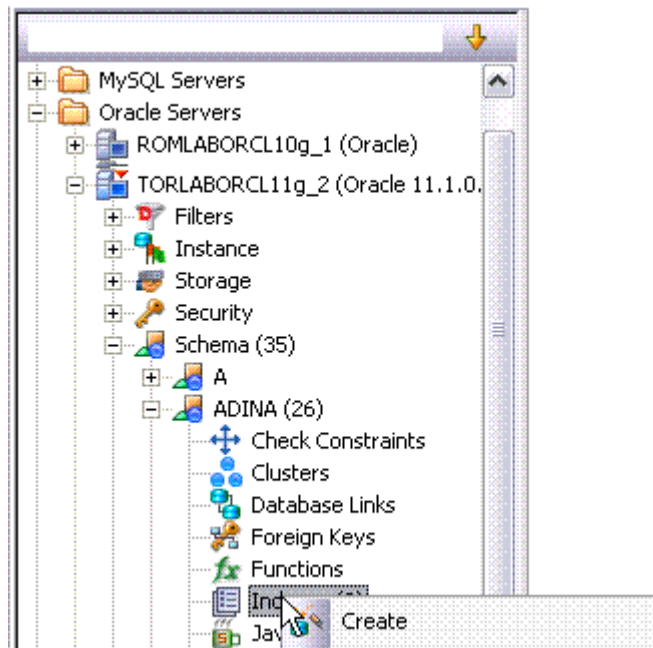 MySQL Servers
Oracle Servers
ROMLABORCL10g_1 (Oracle)
TORLABORCL11g_2 (Oracle 11.1.0.
Filters
Instance
Storage
Security
Schema (35)
A
ADINA (26)
Check Constraints
Clusters
Database Links
Foreign Keys
Functions
Create